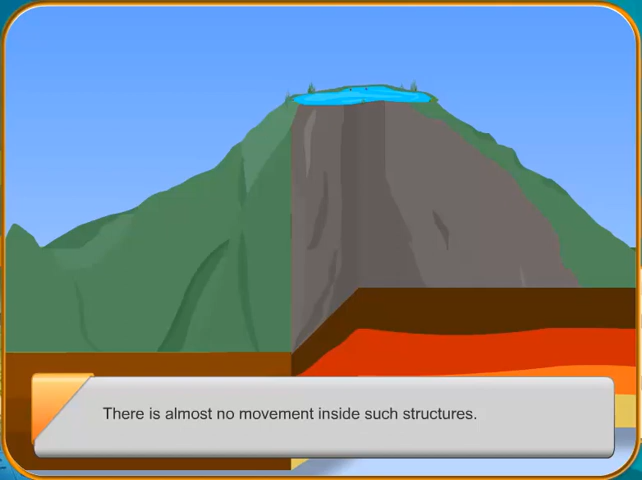 There is almost no movement inside such structures.